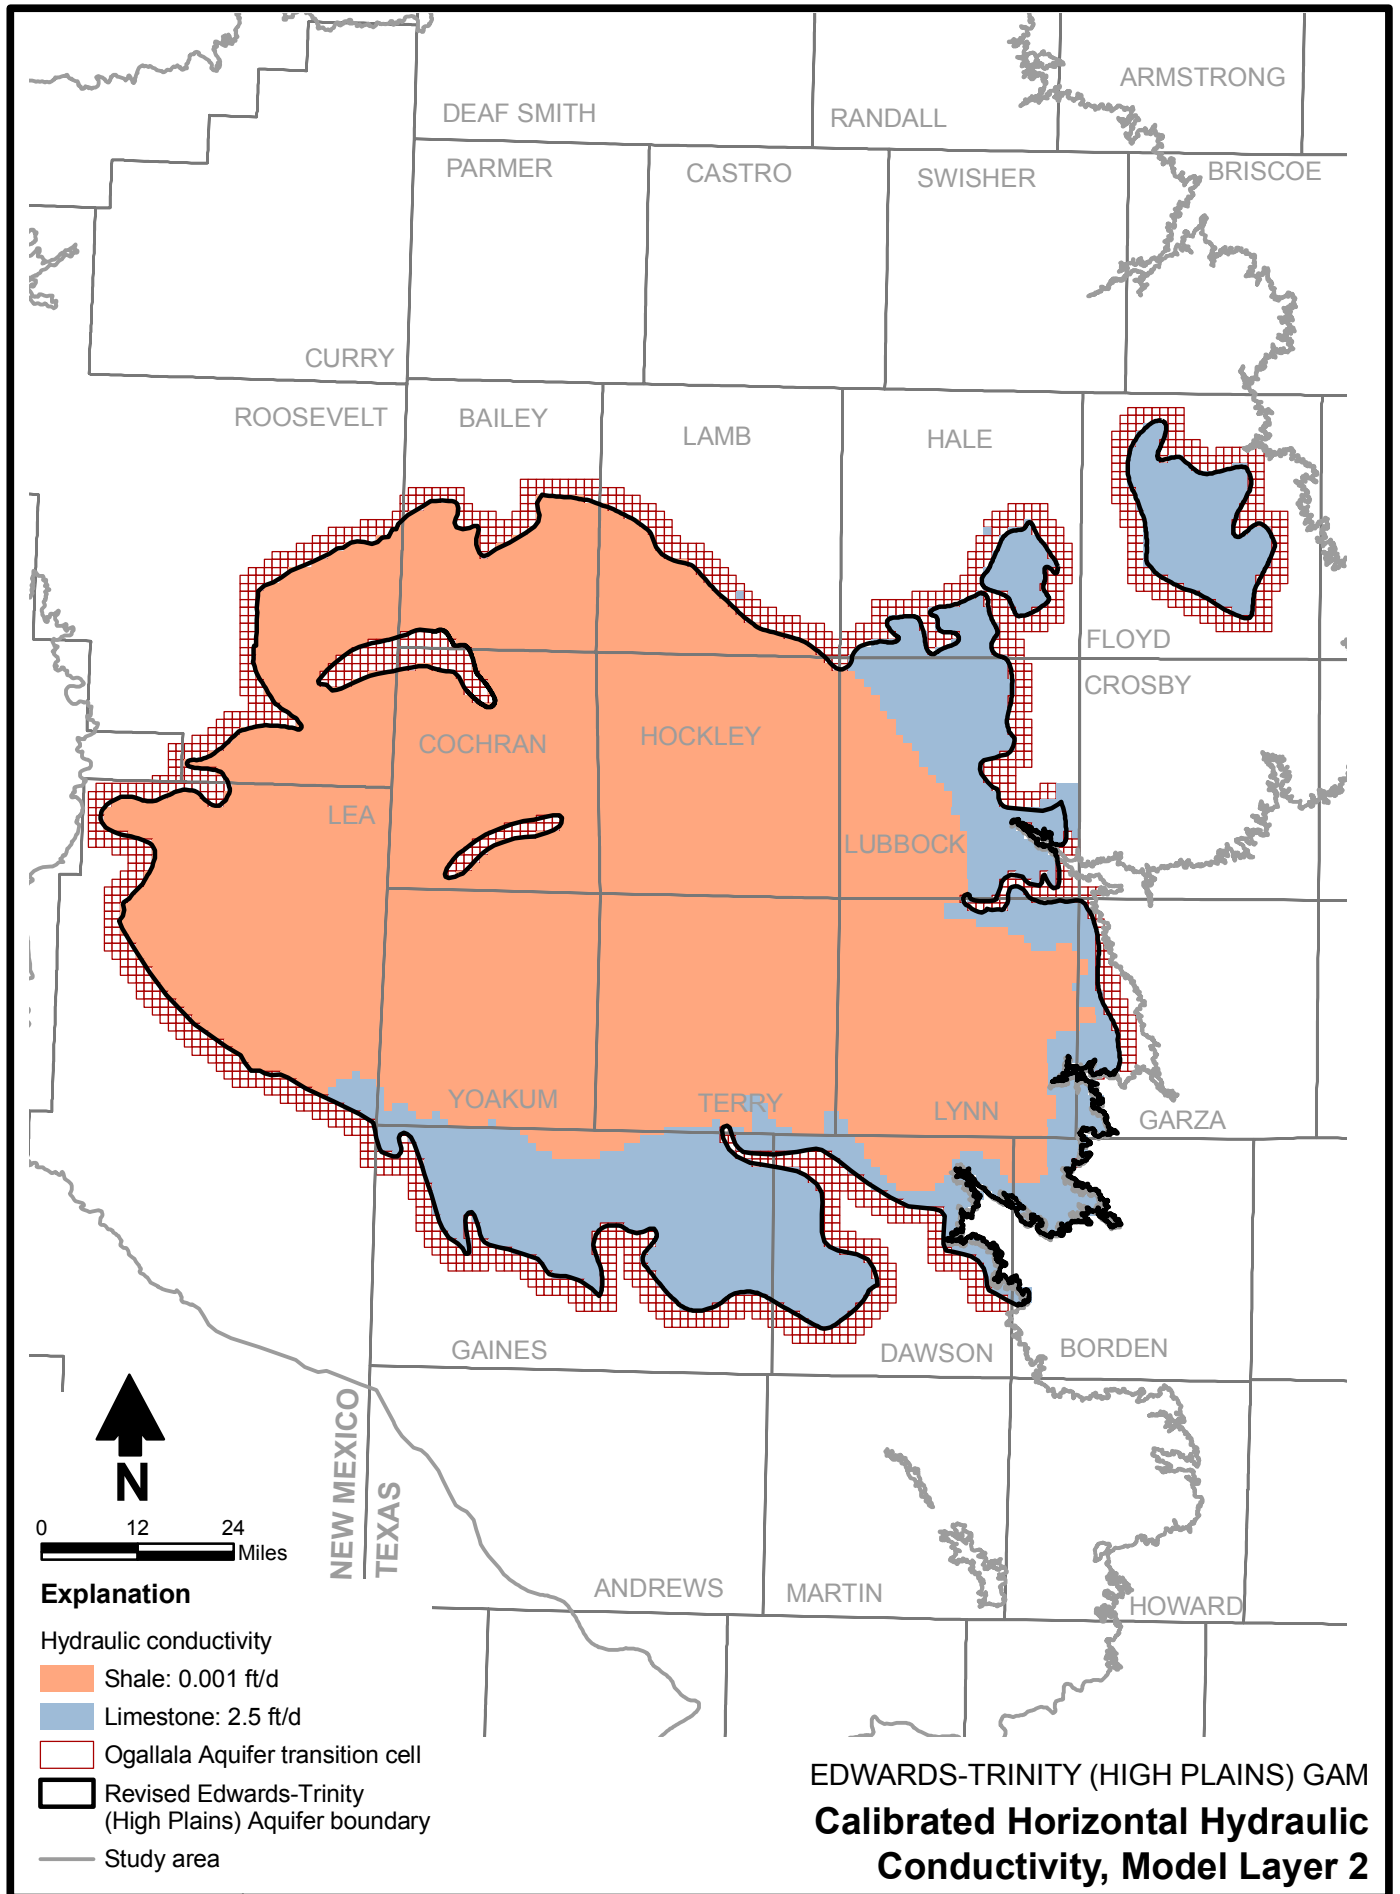 ARMSTRONG
DEAF SMITH
RANDALL
PARMER
CASTRO
SWISHER
BRISCOE
CURRY
ROOSEVELT
BAILEY
LAMB
HALE
FLOYD
CROSBY
COCHRAN
HOCKLEY
LEA
LUBBOCK
YOAKUM
TERRY
LYNN
GARZA
GAINES
DAWSON
BORDEN
NEW MEXICO
TEXAS
ANDREWS
MARTIN
HOWARD
N
0 12 24
Miles
Explanation
Hydraulic conductivity
Shale: 0.001 ft/d
Limestone: 2.5 ft/d
Ogallala Aquifer transition cell
Revised Edwards-Trinity
(High Plains) Aquifer boundary
Study area
EDWARDS-TRINITY (HIGH PLAINS) GAM
Calibrated Horizontal Hydraulic
Conductivity, Model Layer 2